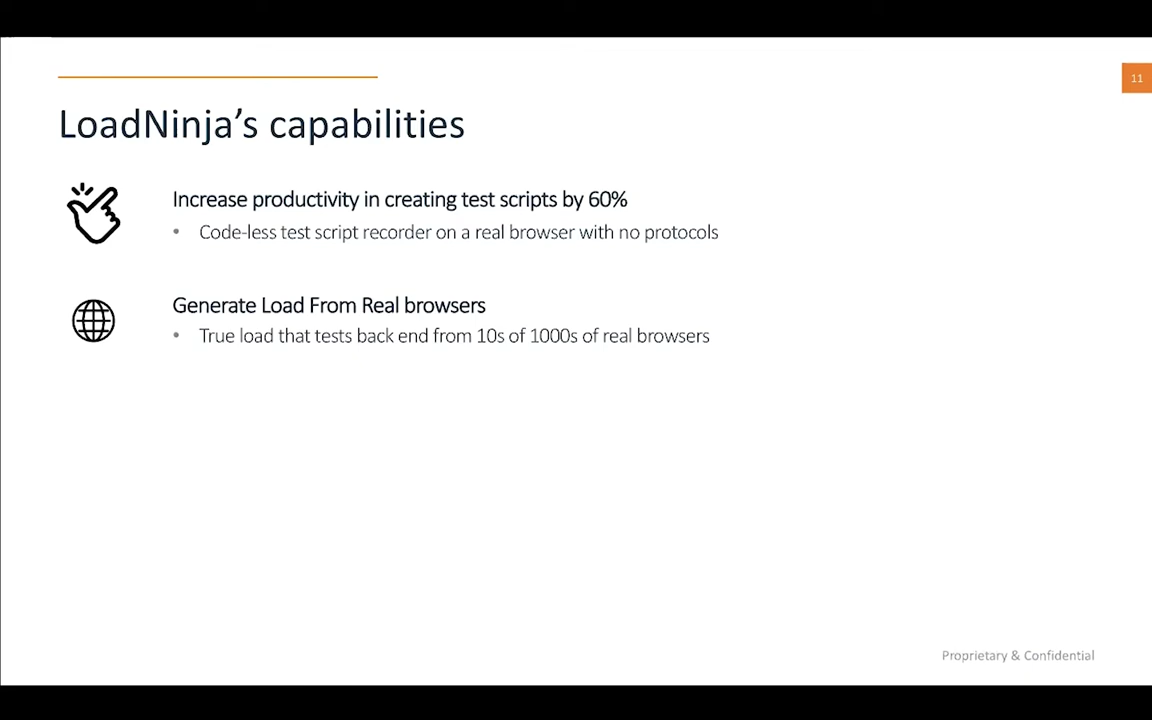 11
LoadNinja’s capabilities
Increase productivity in creating test scripts by 60%
• Code-less test script recorder on a real browser with no protocols
Generate Load From Real browsers
• True load that tests back end from 10s of 1000s of real browsers
Proprietary & Confidential